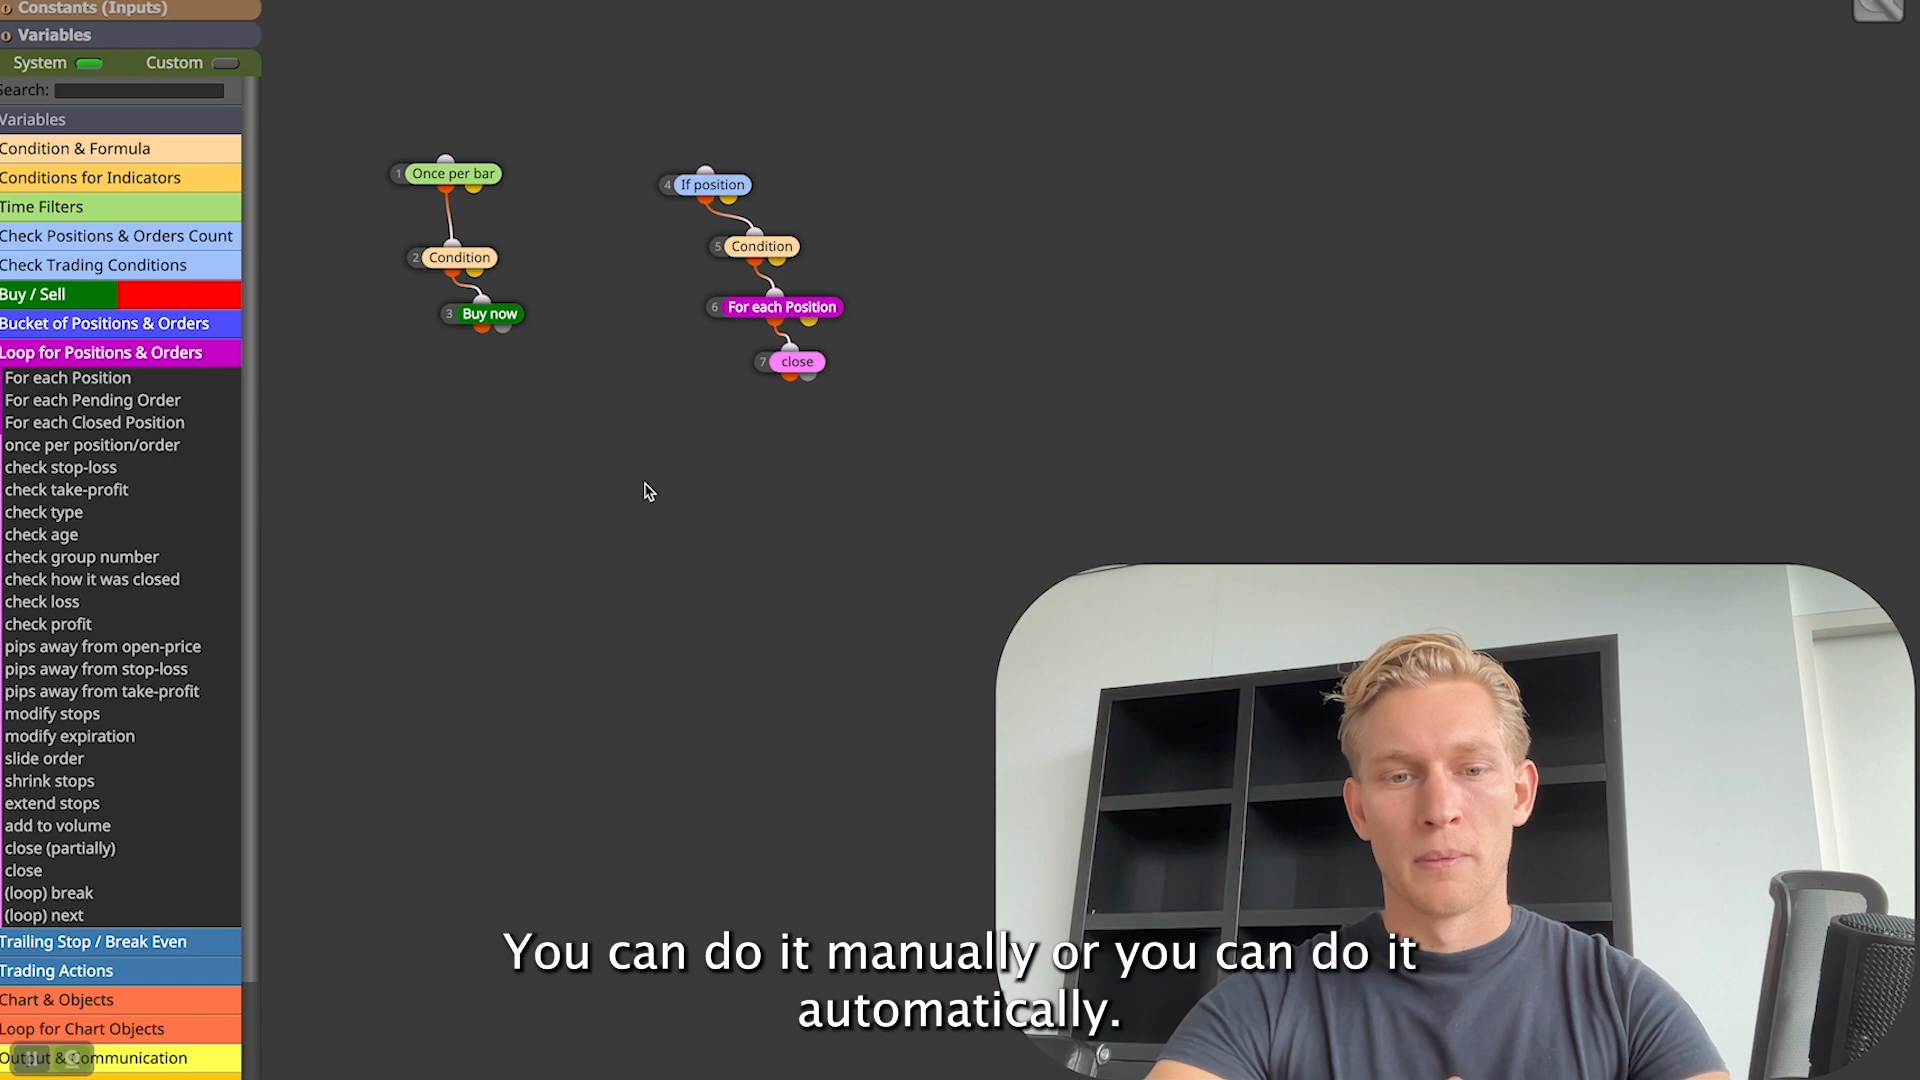 Constants (Inputs)
Variables
System Custom
Search:
Variables
Condition & Formula
Conditions for Indicators
Time Filters
Check Positions & Orders Count
Check Trading Conditions
Buy / Sell
Bucket of Positions & Orders
Loop for Positions & Orders
For each Position
For each Pending Order
For each Closed Position
once per position/order
check stop-loss
check take-profit
check type
check age
check group number
check how it was closed
check loss
check profit
pips away from open-price
pips away from stop-loss
pips away from take-profit
modify stops
modify expiration
slide order
shrink stops
extend stops
add to volume
close (partially)
close
(loop) break
(loop) next
Trailing Stop / Break Even
Trading Actions
Chart & Objects
Loop for Chart Objects
Output & Communication
1 Once per bar
2 Condition
3 Buy now
4 If position
5 Condition
6 For each Position
7 close
You can do it manually or you can do it
automatically.